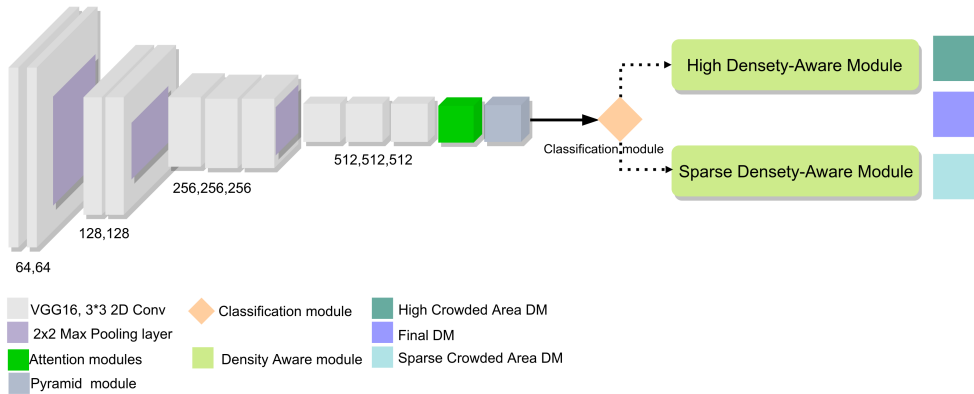 High Densety-Aware Module
Classification module
Sparse Densety-Aware Module
512,512,512
256,256,256
128,128
64,64
VGG16, 3*3 2D Conv
2x2 Max Pooling layer
Attention modules
Pyramid module
Classification module
Density Aware module
High Crowded Area DM
Final DM
Sparse Crowded Area DM